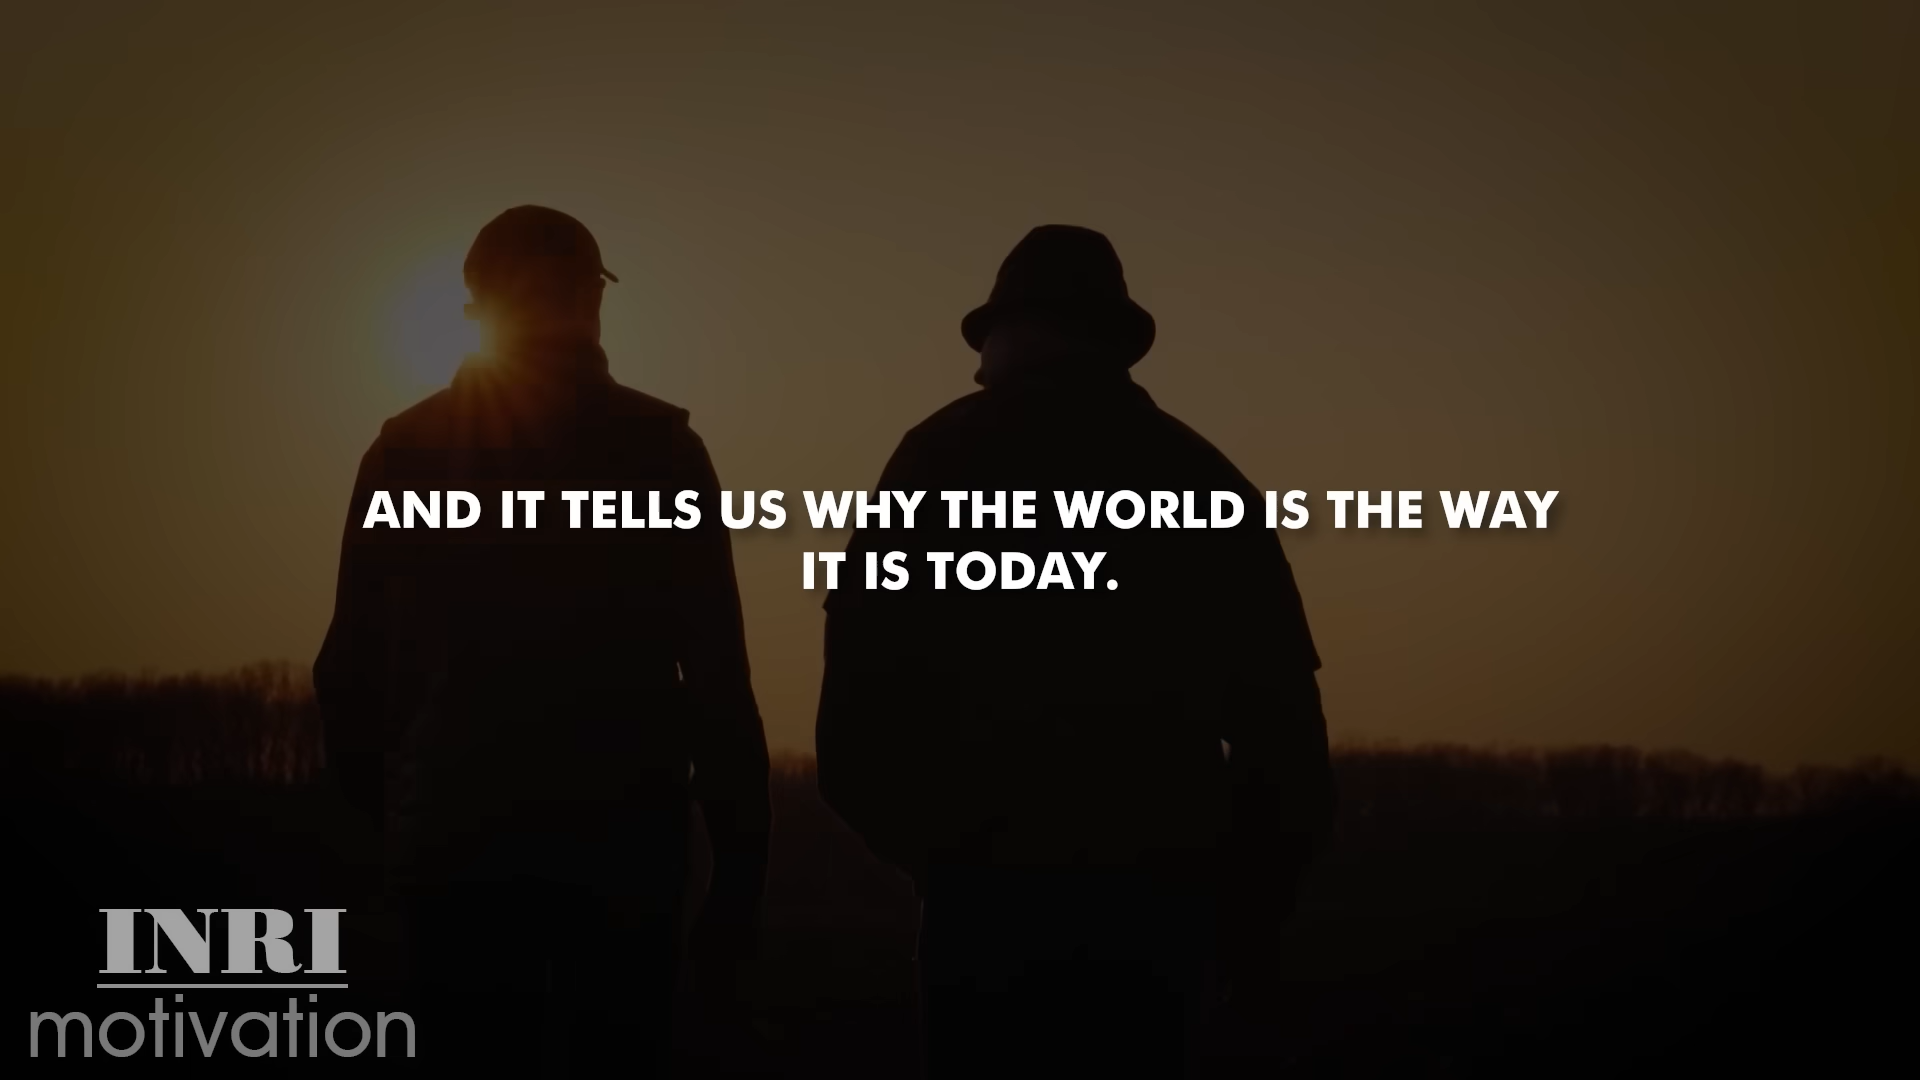 AND IT TELLS US WHY THE WORLD IS THE WAY
IT IS TODAY.
INRI
motivation